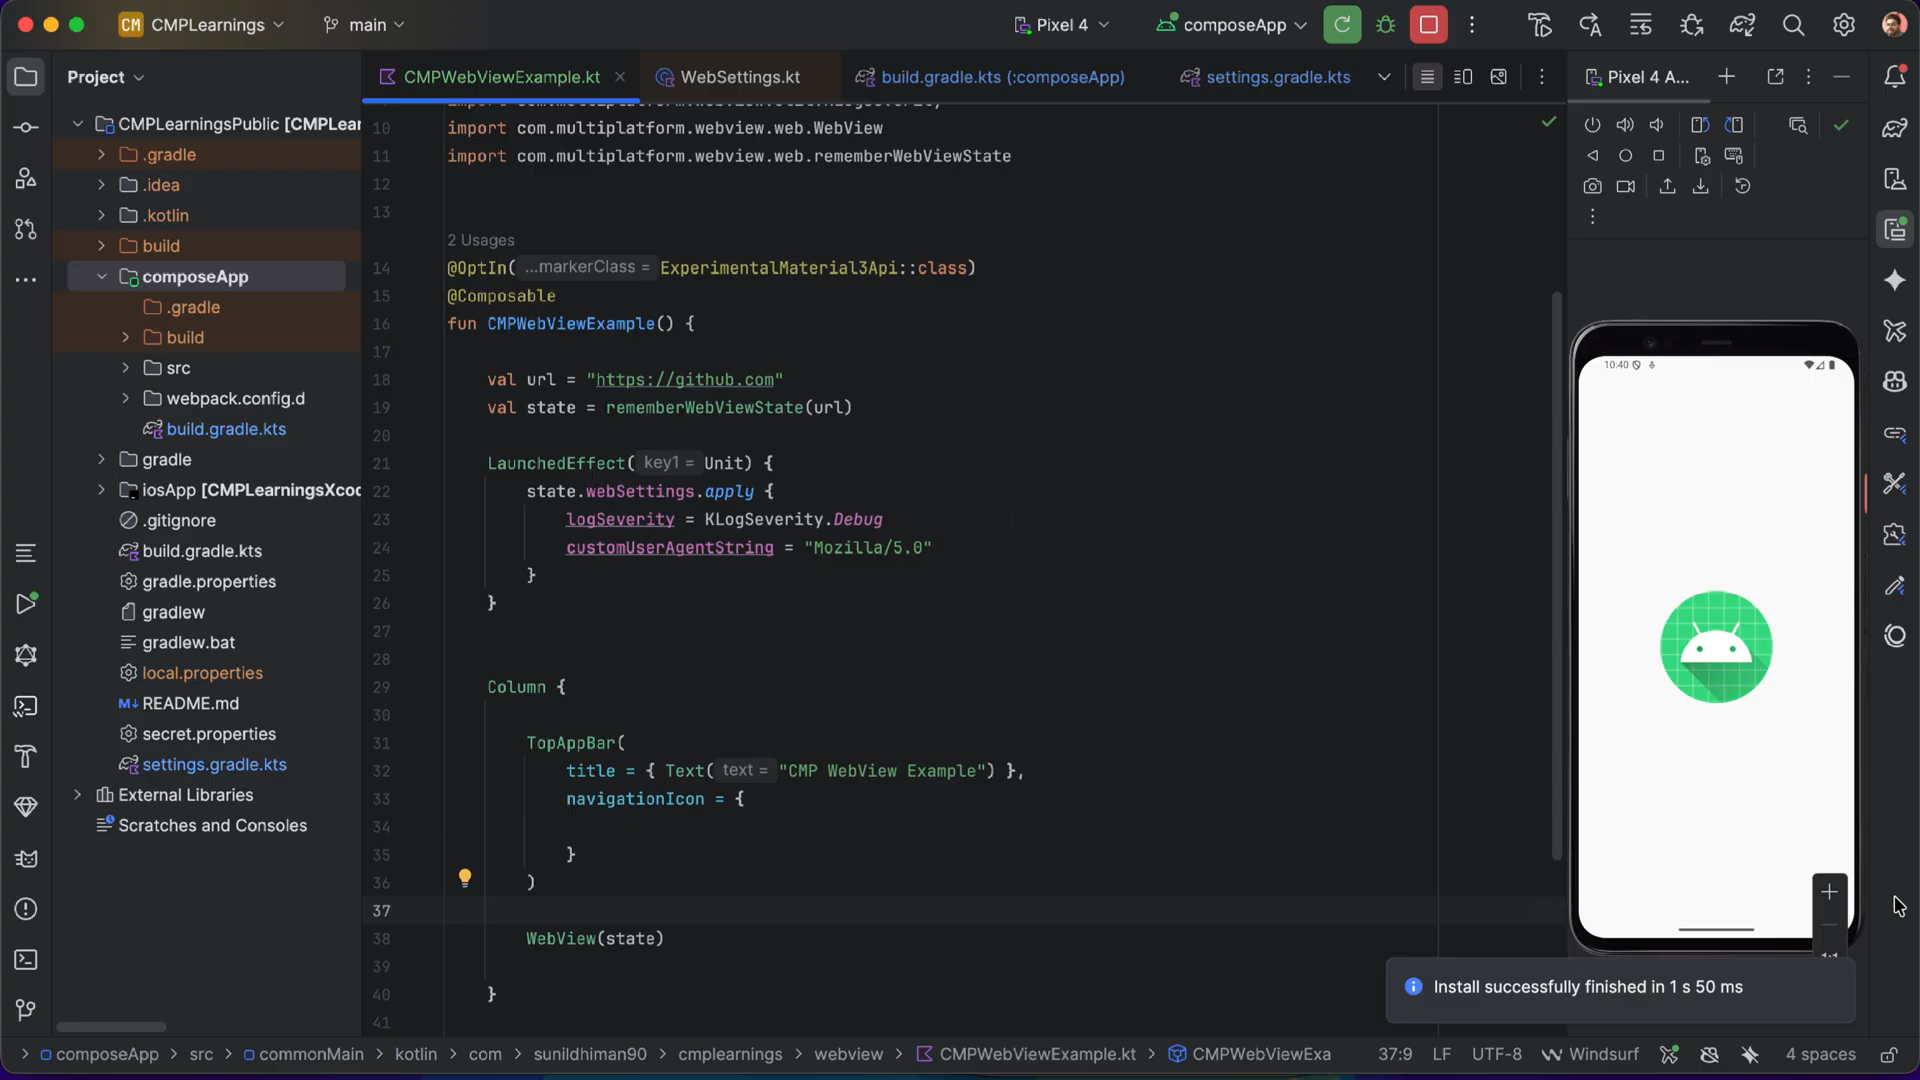 CM CMPLearnings main Pixel 4 composeApp
Project
CMPWebViewExample.kt WebSettings.kt build.gradle.kts (:composeApp) settings.gradle.kts Pixel 4 A...
CMPLearningsPublic [CMPLear
.gradle
.idea
.kotlin
build
composeApp
.gradle
build
src
webpack.config.d
build.gradle.kts
gradle
iosApp [CMPLearningsXcod
.gitignore
build.gradle.kts
gradle.properties
gradlew
gradlew.bat
local.properties
M↓ README.md
secret.properties
settings.gradle.kts
External Libraries
Scratches and Consoles
10 import com.multiplatform.webview.web.WebView
11 import com.multiplatform.webview.web.rememberWebViewState
12
13
2 Usages
14 @OptIn( ...markerClass = ExperimentalMaterial3Api::class)
15 @Composable
16 fun CMPWebViewExample() {
17
18 val url = "https://github.com"
19 val state = rememberWebViewState(url)
20
21 LaunchedEffect( key1 = Unit) {
22 state.webSettings.apply {
23 logSeverity = KLogSeverity.Debug
24 customUserAgentString = "Mozilla/5.0"
25 }
26 }
27
28
29 Column {
30
31 TopAppBar(
32 title = { Text( text = "CMP WebView Example") },
33 navigationIcon = {
34
35 }
36 )
37
38 WebView(state)
39
40 }
41
10:40
Install successfully finished in 1 s 50 ms
composeApp > src > commonMain > kotlin > com > sunildhiman90 > cmplearnings > webview > CMPWebViewExample.kt > CMPWebViewExa 37:9 LF UTF-8 Windsurf 4 spaces